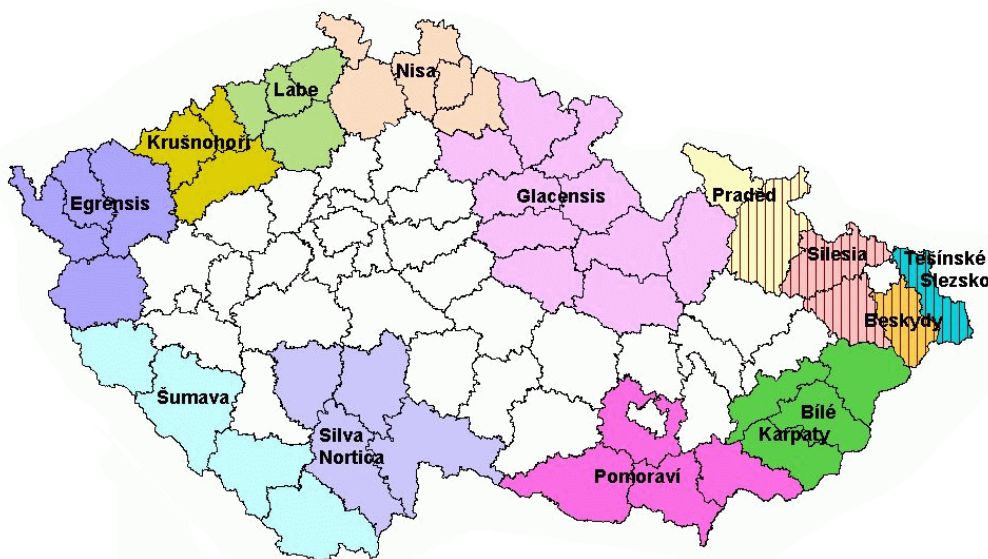 Nisa
Labe
Krušnohoří
Egrensis
Glacensis
Praděd
Silesia
Těšínské
Slezsko
Beskydy
Šumava
Silva
Nortica
Bílé
Karpaty
Pomoraví